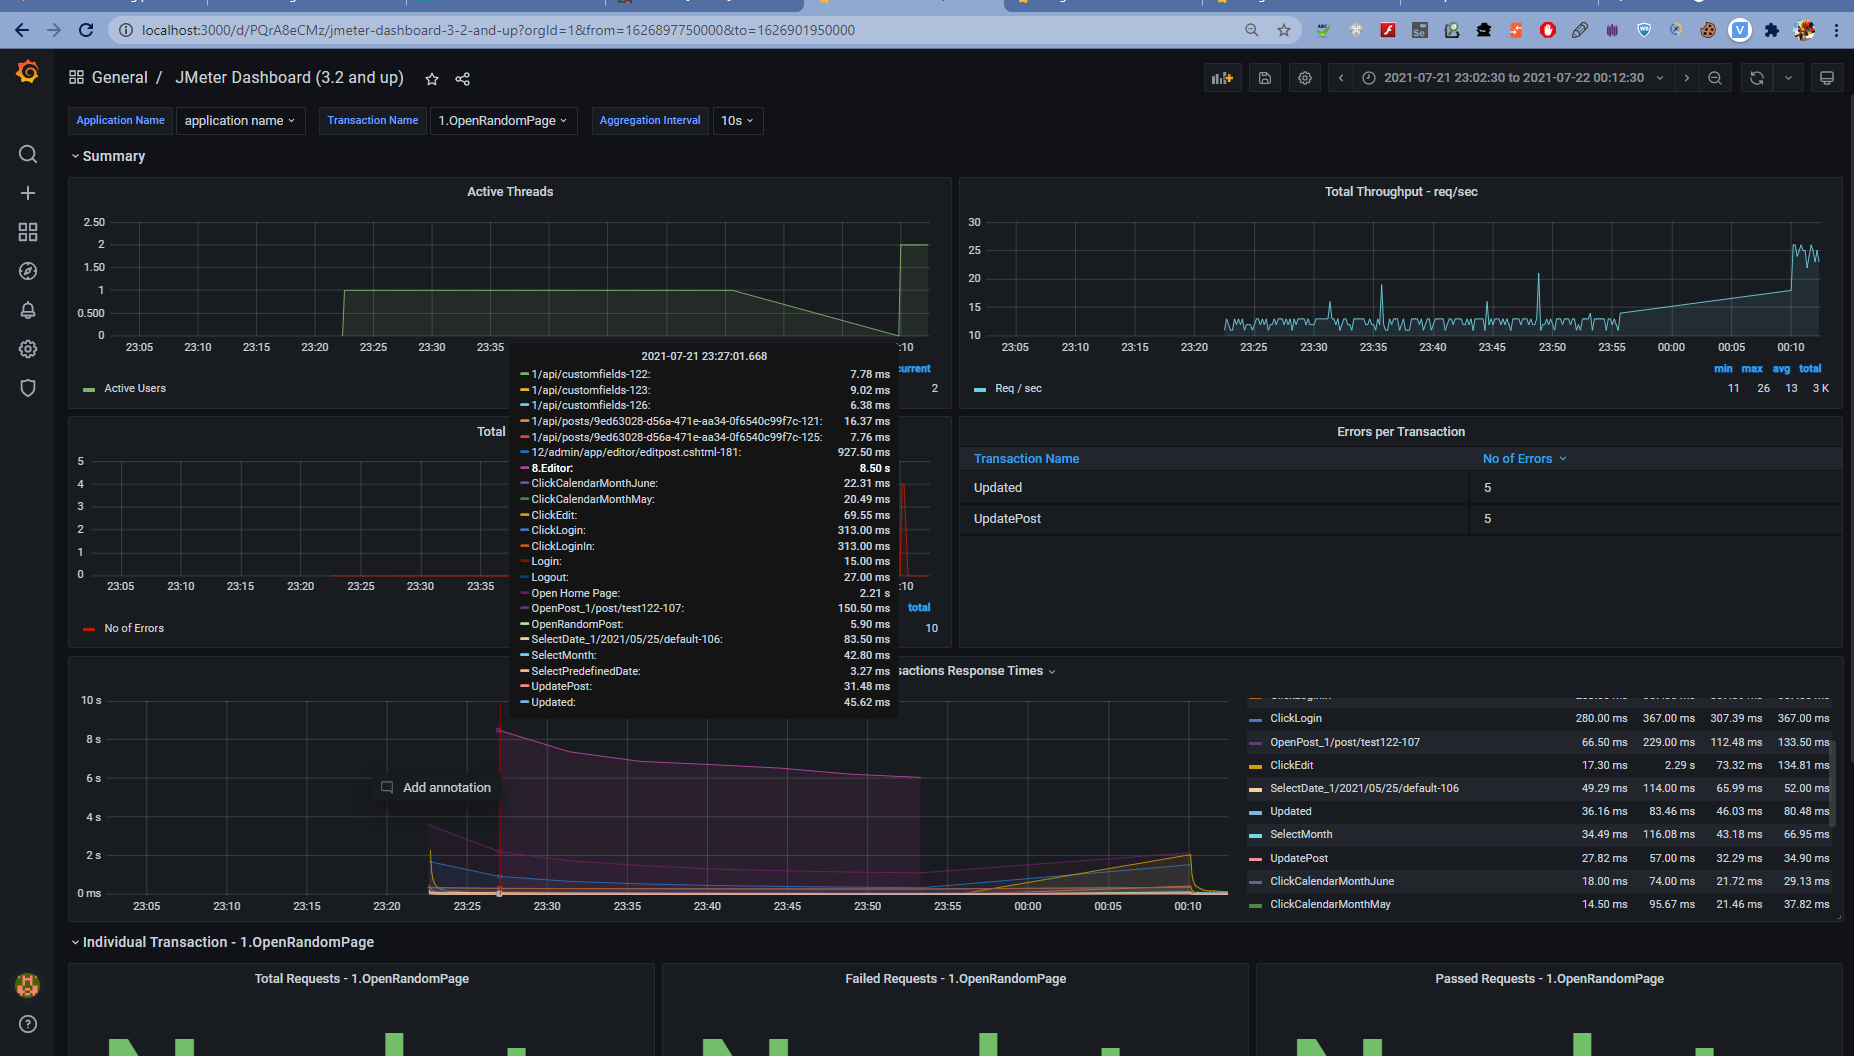 localhost:3000/d/PQrA8eCMz/jmeter-dashboard-3-2-and-up?orgId=1&from=1626897750000&to=1626901950000
General / JMeter Dashboard (3.2 and up)
2021-07-21 23:02:30 to 2021-07-22 00:12:30
Application Name application name Transaction Name 1.OpenRandomPage Aggregation Interval 10s
Summary
Active Threads
2.50
2
1.50
1
0.500
0
23:05 23:10 23:15 23:20 23:25 23:30 23:35 :10
current
Active Users 2
Total Throughput - req/sec
30
25
20
15
10
23:05 23:10 23:15 23:20 23:25 23:30 23:35 23:40 23:45 23:50 23:55 00:00 00:05 00:10
min max avg total
Req / sec 11 26 13 3 K
2021-07-21 23:27:01.668
1/api/customfields-122: 7.78 ms
1/api/customfields-123: 9.02 ms
1/api/customfields-126: 6.38 ms
1/api/posts/9ed63028-d56a-471e-aa34-0f6540c99f7c-121: 16.37 ms
1/api/posts/9ed63028-d56a-471e-aa34-0f6540c99f7c-125: 7.76 ms
12/admin/app/editor/editpost.cshtml-181: 927.50 ms
8.Editor: 8.50 s
ClickCalendarMonthJune: 22.31 ms
ClickCalendarMonthMay: 20.49 ms
ClickEdit: 69.55 ms
ClickLogin: 313.00 ms
ClickLoginIn: 313.00 ms
Login: 15.00 ms
Logout: 27.00 ms
Open Home Page: 2.21 s
OpenPost_1/post/test122-107: 150.50 ms
OpenRandomPost: 5.90 ms
SelectDate_1/2021/05/25/default-106: 83.50 ms
SelectMonth: 42.80 ms
SelectPredefinedDate: 3.27 ms
UpdatePost: 31.48 ms
Updated: 45.62 ms
Total
5
4
3
2
1
0
23:05 23:10 23:15 23:20 23:25 23:30 23:35 :10
total
No of Errors 10
Errors per Transaction
Transaction Name No of Errors
Updated 5
UpdatePost 5
sactions Response Times
10 s
8 s
6 s
4 s
2 s
0 ms
23:05 23:10 23:15 23:20 23:25 23:30 23:35 23:40 23:45 23:50 23:55 00:00 00:05 00:10
Add annotation
ClickLogin 280.00 ms 367.00 ms 307.39 ms 367.00 ms
OpenPost_1/post/test122-107 66.50 ms 229.00 ms 112.48 ms 133.50 ms
ClickEdit 17.30 ms 2.29 s 73.32 ms 134.81 ms
SelectDate_1/2021/05/25/default-106 49.29 ms 114.00 ms 65.99 ms 52.00 ms
Updated 36.16 ms 83.46 ms 46.03 ms 80.48 ms
SelectMonth 34.49 ms 116.08 ms 43.18 ms 66.95 ms
UpdatePost 27.82 ms 57.00 ms 32.29 ms 34.90 ms
ClickCalendarMonthJune 18.00 ms 74.00 ms 21.72 ms 29.13 ms
ClickCalendarMonthMay 14.50 ms 95.67 ms 21.46 ms 37.82 ms
Individual Transaction - 1.OpenRandomPage
Total Requests - 1.OpenRandomPage
Failed Requests - 1.OpenRandomPage
Passed Requests - 1.OpenRandomPage